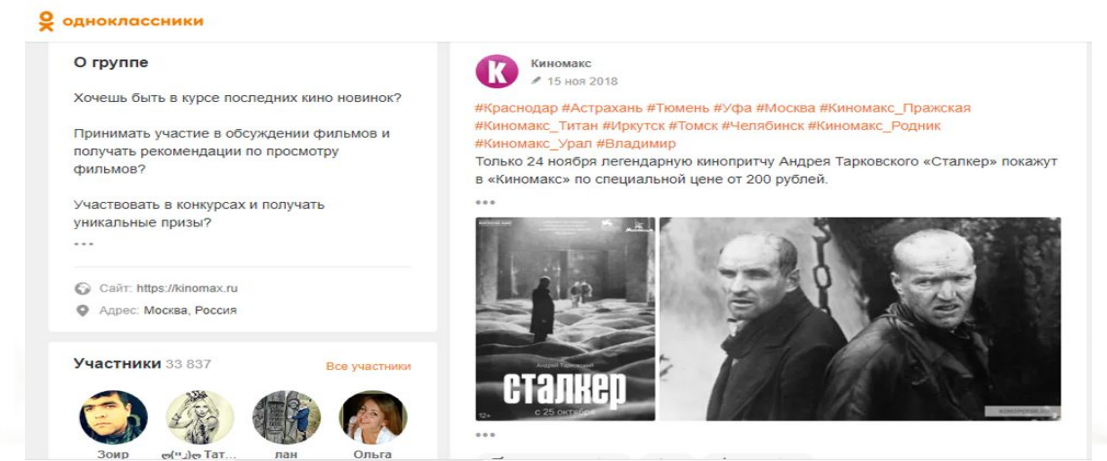 одноклассники
О группе
Хочешь быть в курсе последних кино новинок?
Принимать участие в обсуждении фильмов и
получать рекомендации по просмотру
фильмов?
Участвовать в конкурсах и получать
уникальные призы?
Сайт: https://kinomax.ru
Адрес: Москва, Россия
Участники 33 837
Все участники
Зоир
Тат...
лан
Ольга
К
Киномакс
15 ноя 2018
#Краснодар #Астрахань #Тюмень #Уфа #Москва #Киномакс_Пражская
#Киномакс_Титан #Иркутск #Томск #Челябинск #Киномакс_Родник
#Киномакс_Урал #Владимир
Только 24 ноября легендарную кинопритчу Андрея Тарковского «Сталкер» покажут
в «Киномакс» по специальной цене от 200 рублей.
Андрей Тарковский
сталкер
12+
с 25 октября